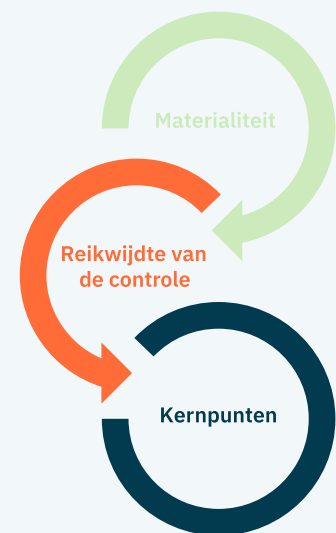 Materialiteit
Reikwijdte van
de controle
Kernpunten